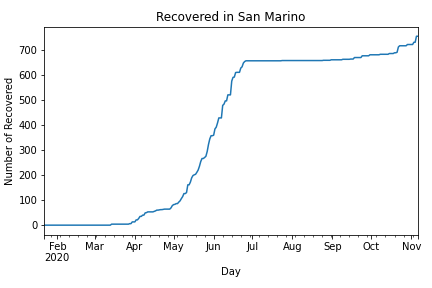 Recovered in San Marino
Number of Recovered
700
600
500
400
300
200
100
0
Feb Mar Apr May Jun Jul Aug Sep Oct Nov
2020
Day